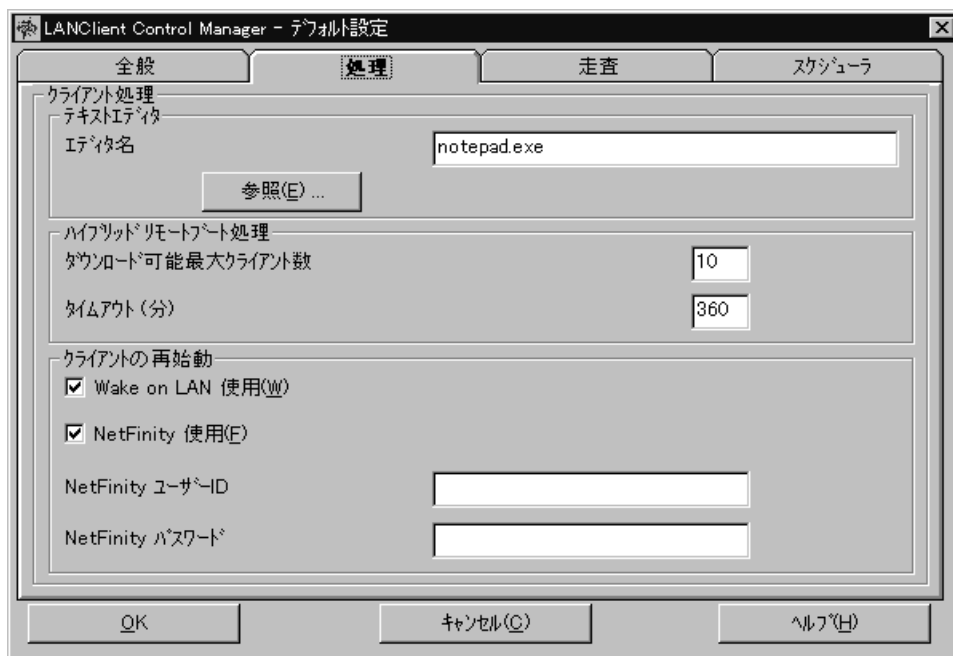 LANClient Control Manager - デフォルト設定
全般
処理
走査
スケジューラ
クライアント処理
テキストエディタ
エディタ名
notepad.exe
参照(E) ...
ハイブリッドリモートブート処理
ダウンロード可能最大クライアント数
10
タイムアウト(分)
360
クライアントの再始動
Wake on LAN 使用(W)
NetFinity 使用(F)
NetFinity ユーザーID
NetFinity パスワード
OK
キャンセル(C)
ヘルプ(H)